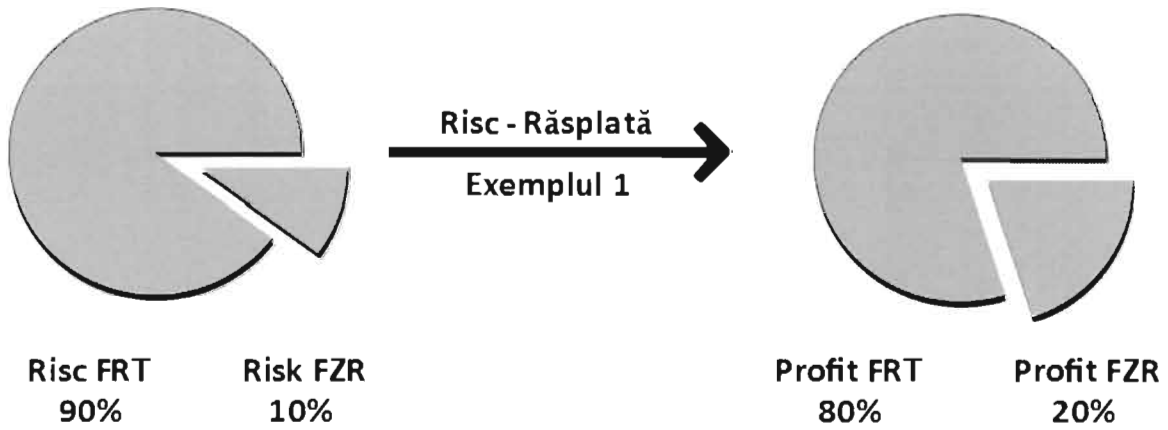 Risc - Răsplată
Exemplul 1
Risc FRT
90%
Risk FZR
10%
Profit FRT
80%
Profit FZR
20%